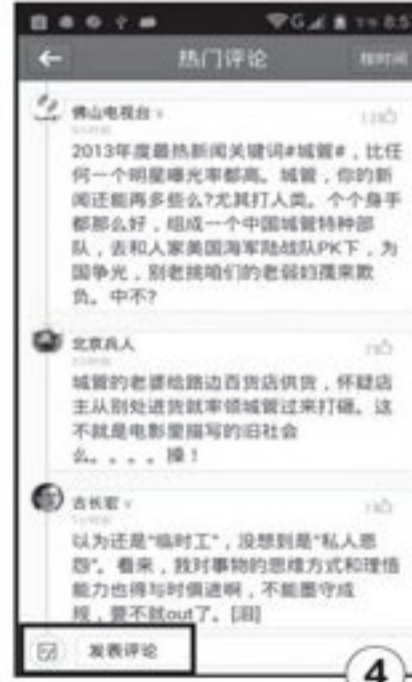 热门评论
按时间
佛山电视台
2013年度最热新闻关键词#城管#，比任
何一个明星曝光率都高。城管，你的新
闻还能再多些么?尤其打人类。个个身手
都那么好，组成一个中国城管特种部
队，去和人家美国海军陆战队PK下，为
国争光，别老挑咱们的老弱妇孺来欺
负。中不?
北京兵人
城管的老婆给路边百货店供货，怀疑店
主从别处进货就率领城管过来打砸。这
不就是电影里描写的旧社会
么。。。。操！
古长宏
以为还是“临时工”，没想到是“私人恩
怨”。看来，我对事物的思维方式和理悟
能力也得与时俱进啊，不能墨守成
规，要不就out了。[泪]
发表评论
4